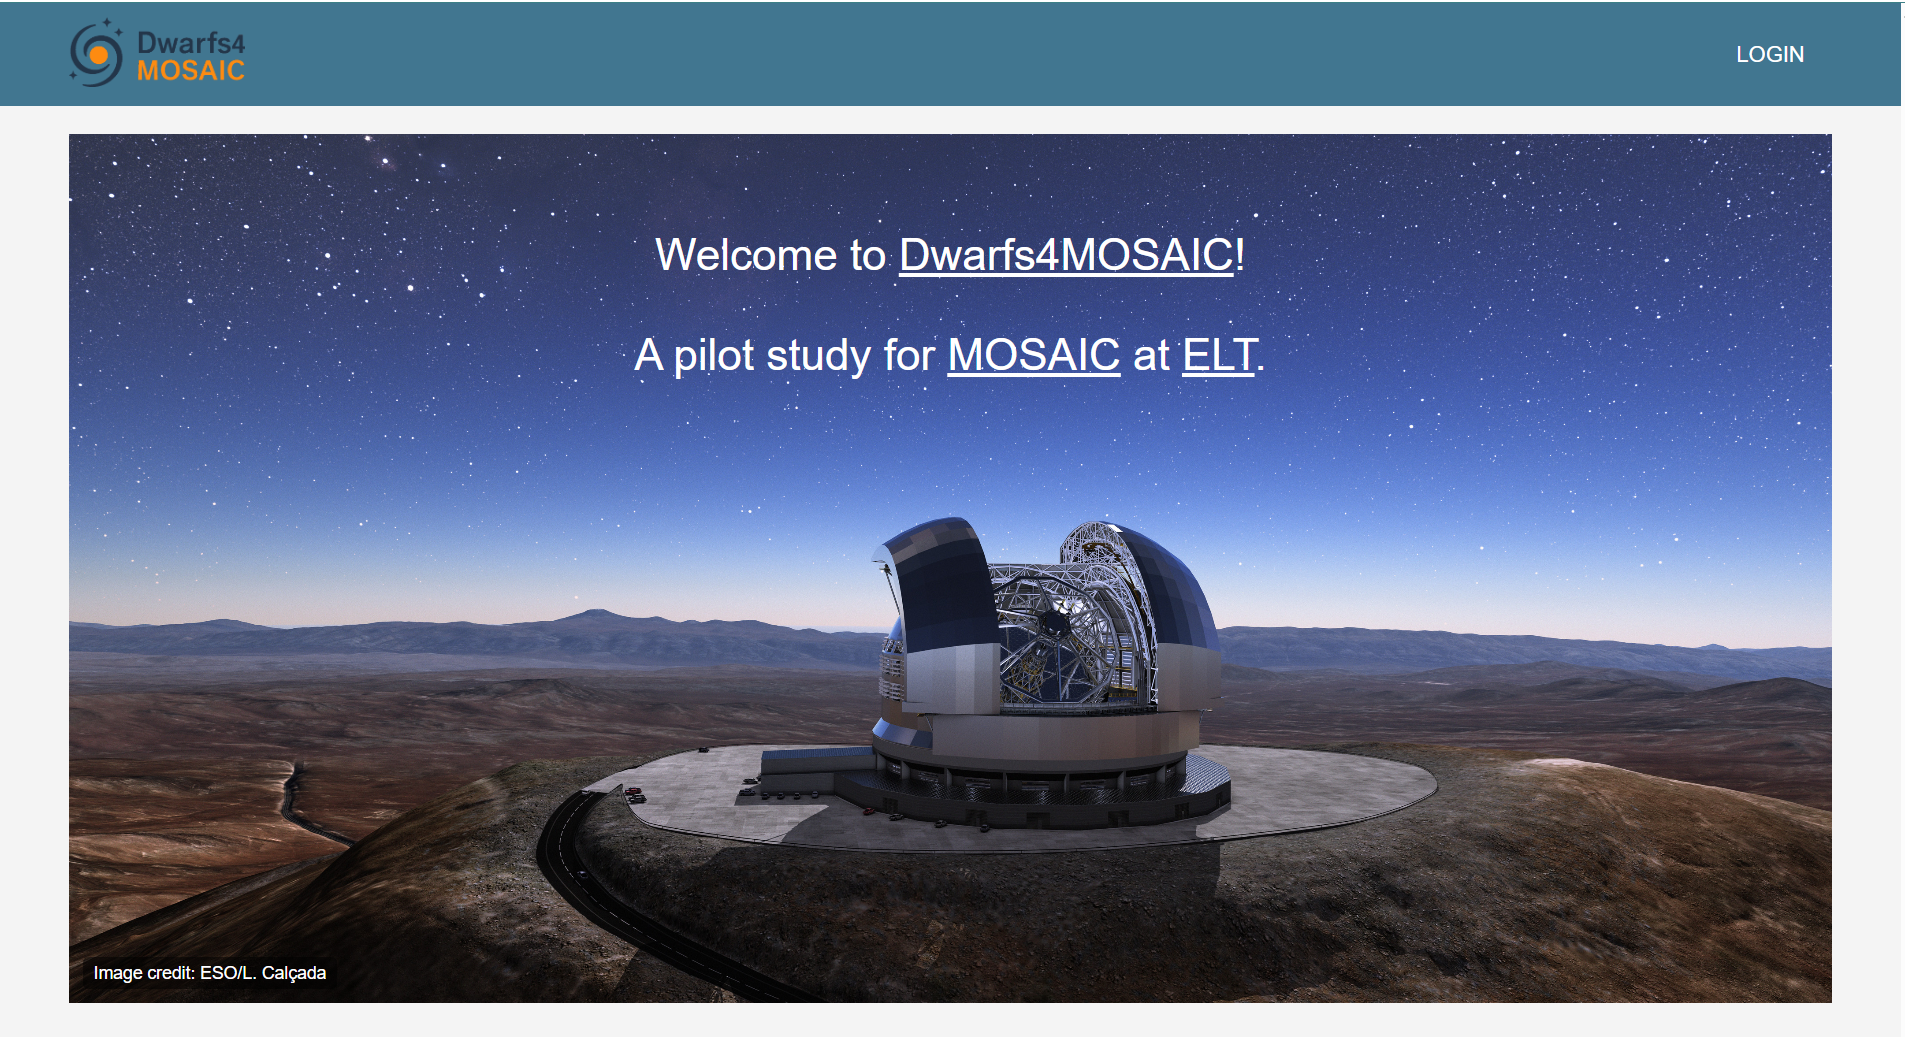 Dwarfs4
MOSAIC
LOGIN
Welcome to Dwarfs4MOSAIC!
A pilot study for MOSAIC at ELT.
Image credit: ESO/L. Calçada